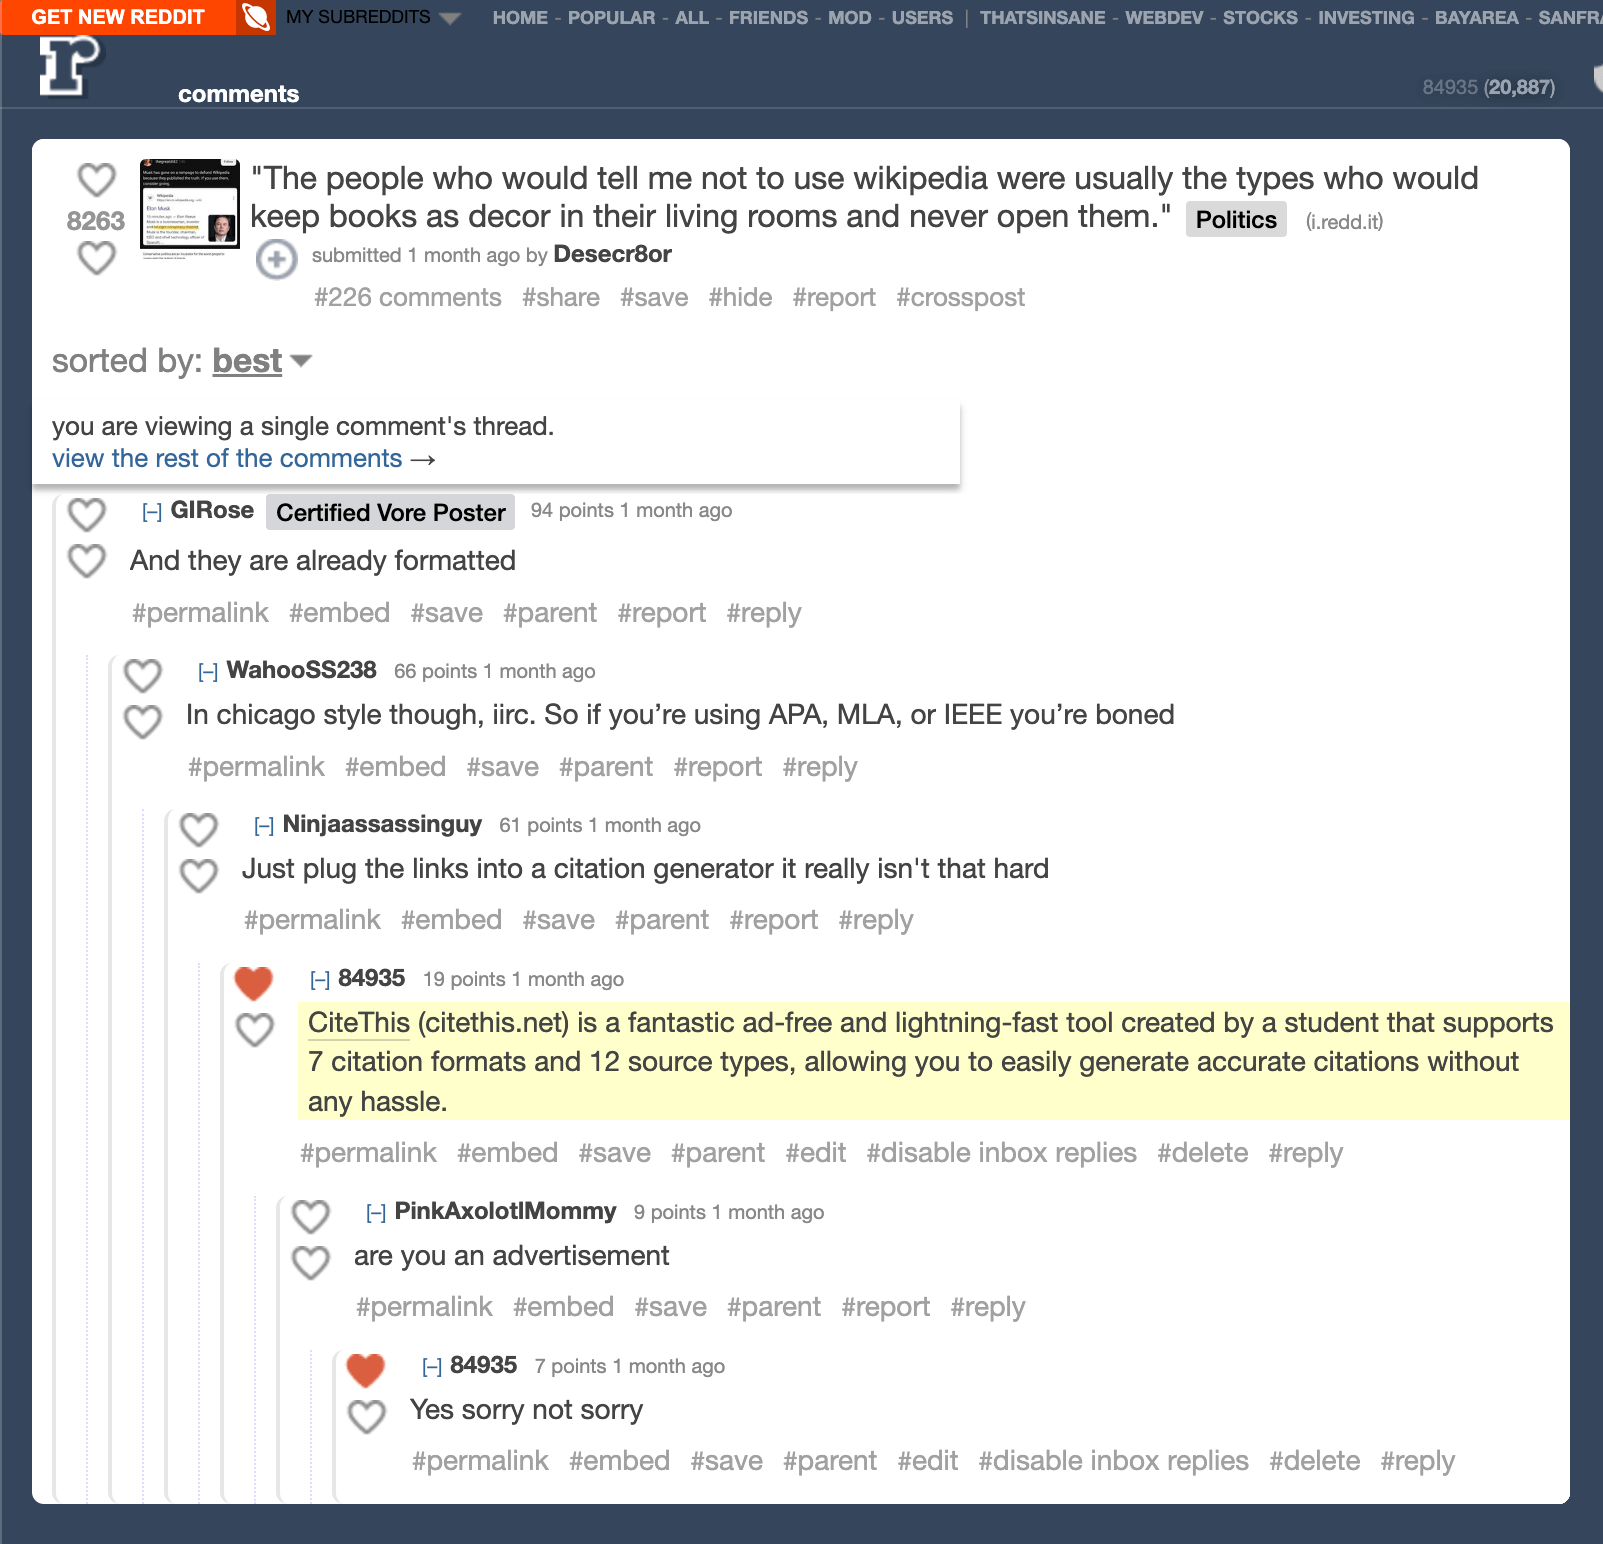 GET NEW REDDIT MY SUBREDDITS HOME - POPULAR - ALL - FRIENDS - MOD - USERS | THATSINSANE - WEBDEV - STOCKS - INVESTING - BAYAREA - SANFRA
r
comments
84935 (20,887)
"The people who would tell me not to use wikipedia were usually the types who would
8263
keep books as decor in their living rooms and never open them." Politics (i.redd.it)
submitted 1 month ago by Desecr8or
#226 comments #share #save #hide #report #crosspost
sorted by: best
you are viewing a single comment's thread.
view the rest of the comments →
[–] GlRose Certified Vore Poster 94 points 1 month ago
And they are already formatted
#permalink #embed #save #parent #report #reply
[–] WahooSS238 66 points 1 month ago
In chicago style though, iirc. So if you’re using APA, MLA, or IEEE you’re boned
#permalink #embed #save #parent #report #reply
[–] Ninjaassassinguy 61 points 1 month ago
Just plug the links into a citation generator it really isn't that hard
#permalink #embed #save #parent #report #reply
[–] 84935 19 points 1 month ago
CiteThis (citethis.net) is a fantastic ad-free and lightning-fast tool created by a student that supports
7 citation formats and 12 source types, allowing you to easily generate accurate citations without
any hassle.
#permalink #embed #save #parent #edit #disable inbox replies #delete #reply
[–] PinkAxolotlMommy 9 points 1 month ago
are you an advertisement
#permalink #embed #save #parent #report #reply
[–] 84935 7 points 1 month ago
Yes sorry not sorry
#permalink #embed #save #parent #edit #disable inbox replies #delete #reply